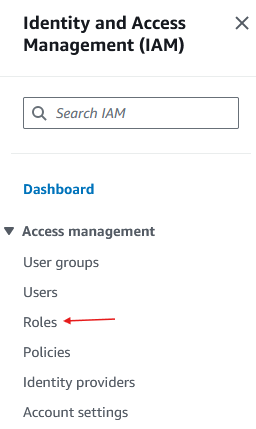 Identity and Access
Management (IAM)
Search IAM
Dashboard
Access management
User groups
Users
Roles
Policies
Identity providers
Account settings